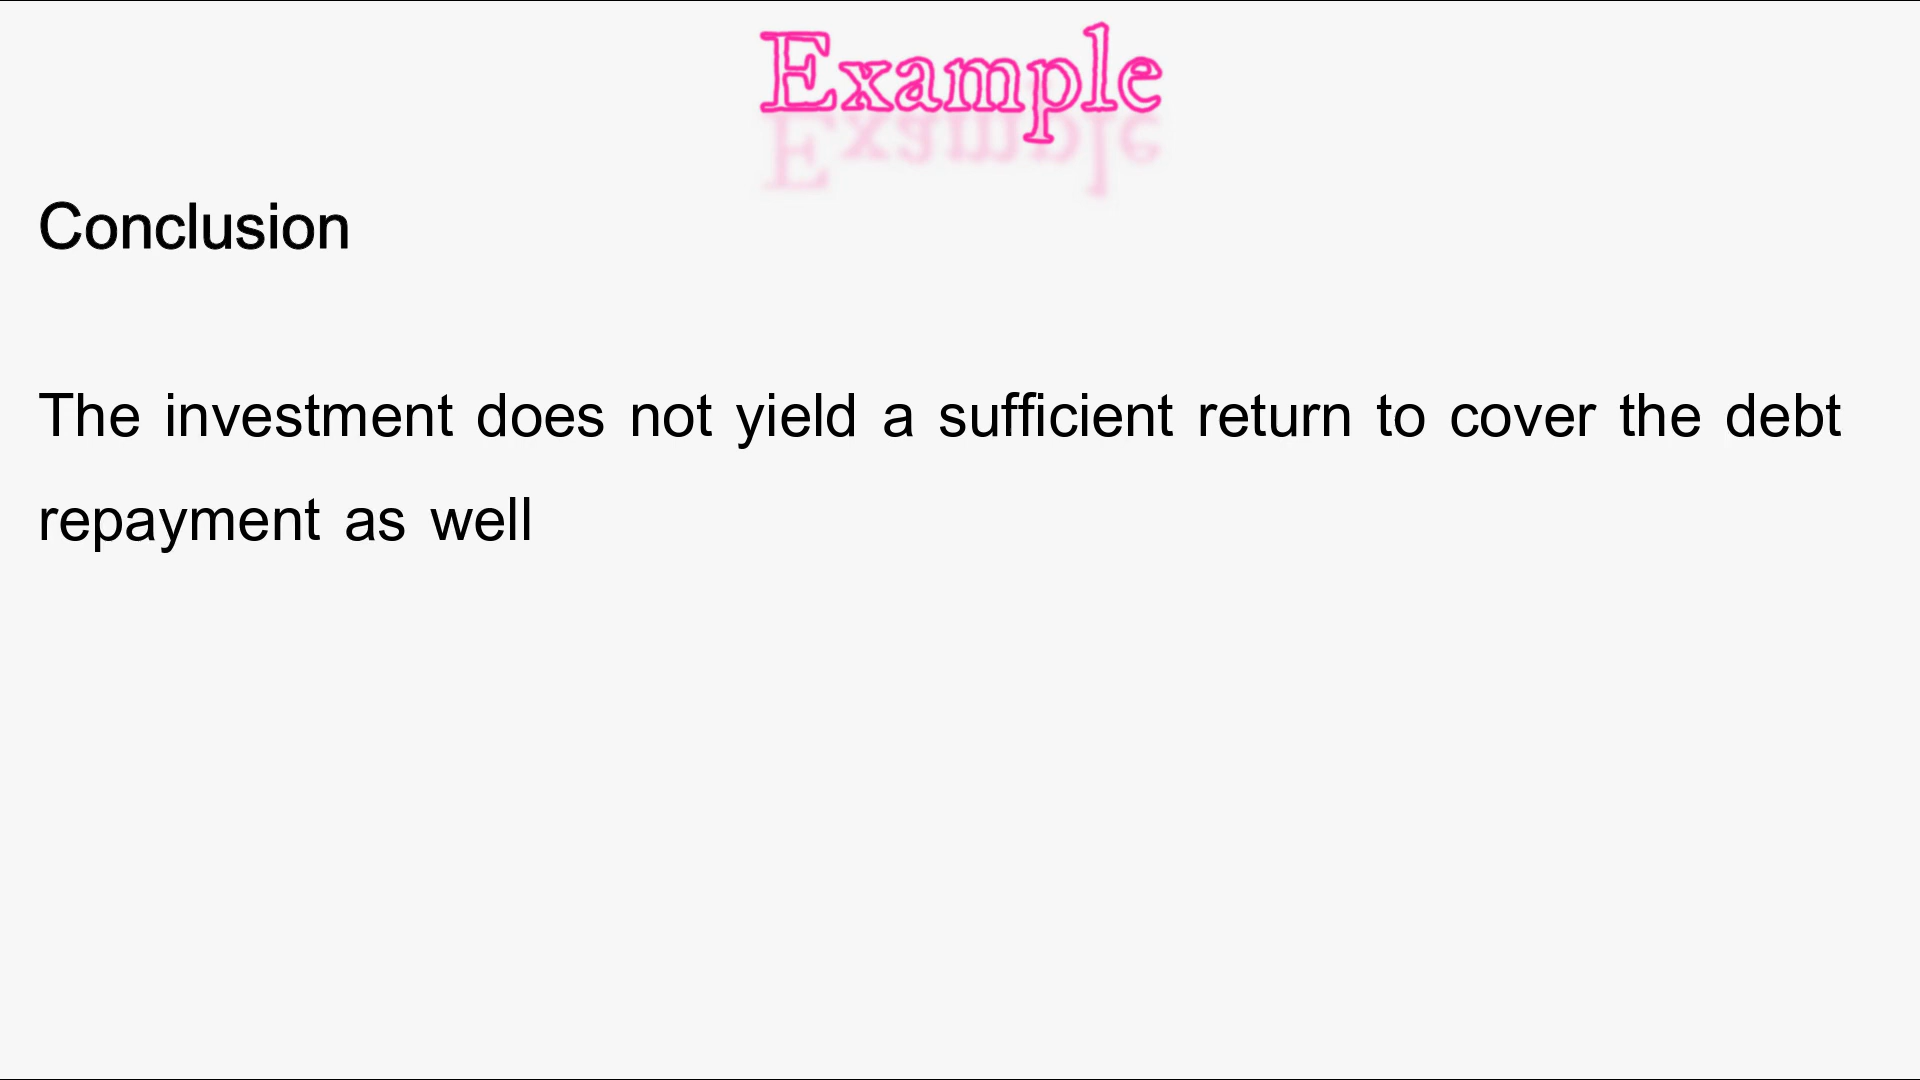 Example
Conclusion
The investment does not yield a sufficient return to cover the debt
repayment as well